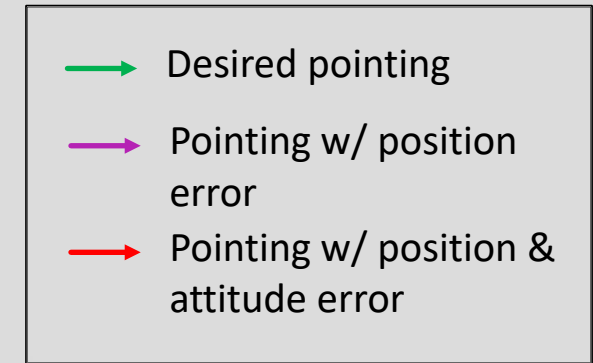 Desired pointing
Pointing w/ position
error
Pointing w/ position &
attitude error